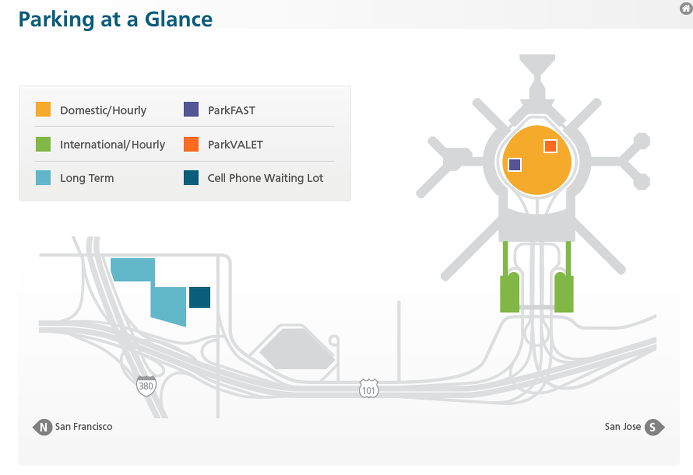 Parking at a Glance
Domestic/Hourly
ParkFAST
International/Hourly
ParkVALET
Long Term
Cell Phone Waiting Lot
380
101
N San Francisco
San Jose S